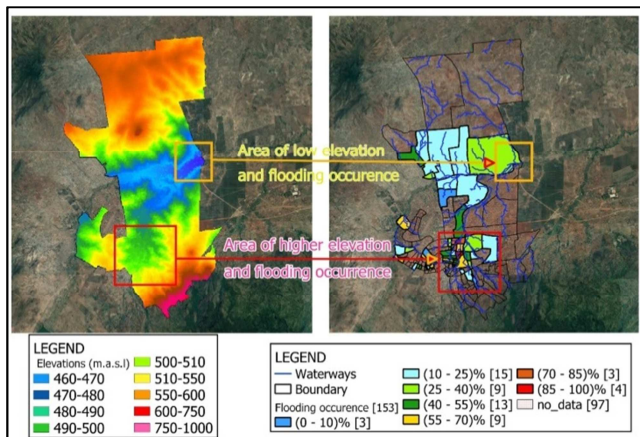 Area of low elevation
and flooding occurence
Area of higher elevation
and flooding occurrence
LEGEND
Elevations (m.a.s.l)
460-470
470-480
480-490
490-500
500-510
510-550
550-600
600-750
750-1000
LEGEND
Waterways
Boundary
Flooding occurence [153]
(0 - 10)% [3]
(10 - 25)% [15]
(25 - 40)% [9]
(40 - 55)% [13]
(55 - 70)% [9]
(70 - 85)% [3]
(85 - 100)% [4]
no_data [97]